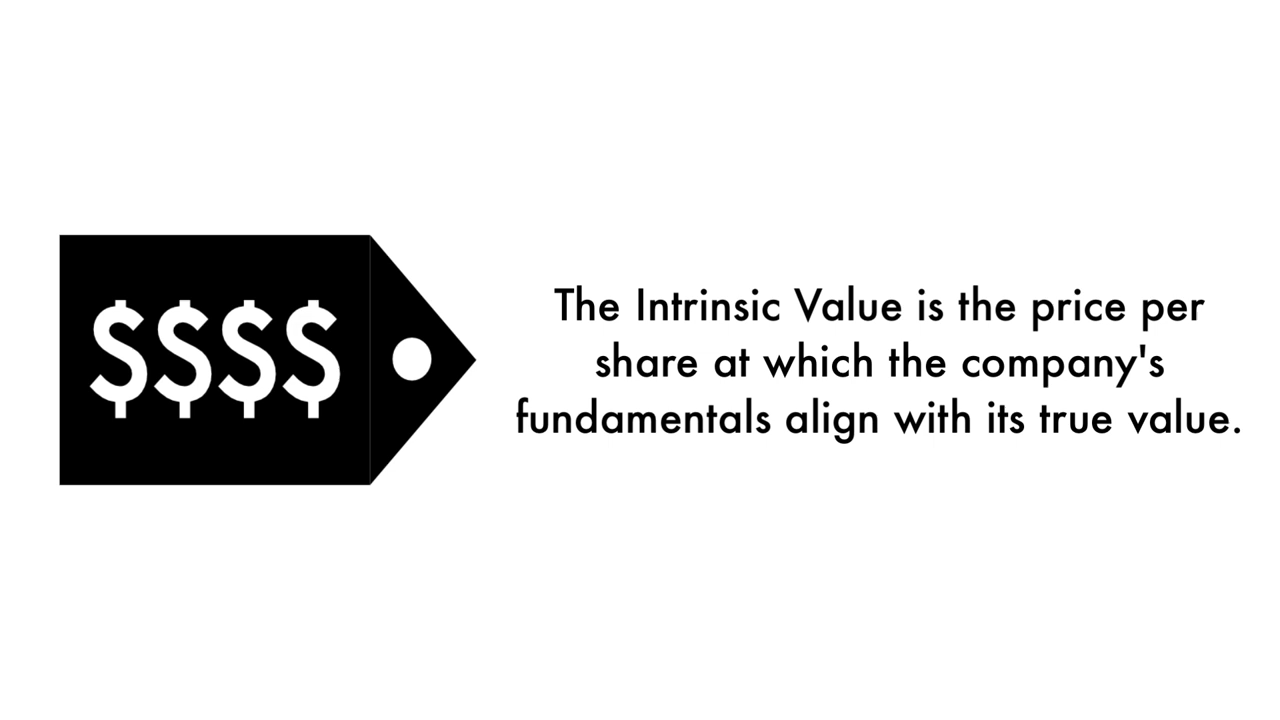 $$$$
The Intrinsic Value is the price per
share at which the company's
fundamentals align with its true value.